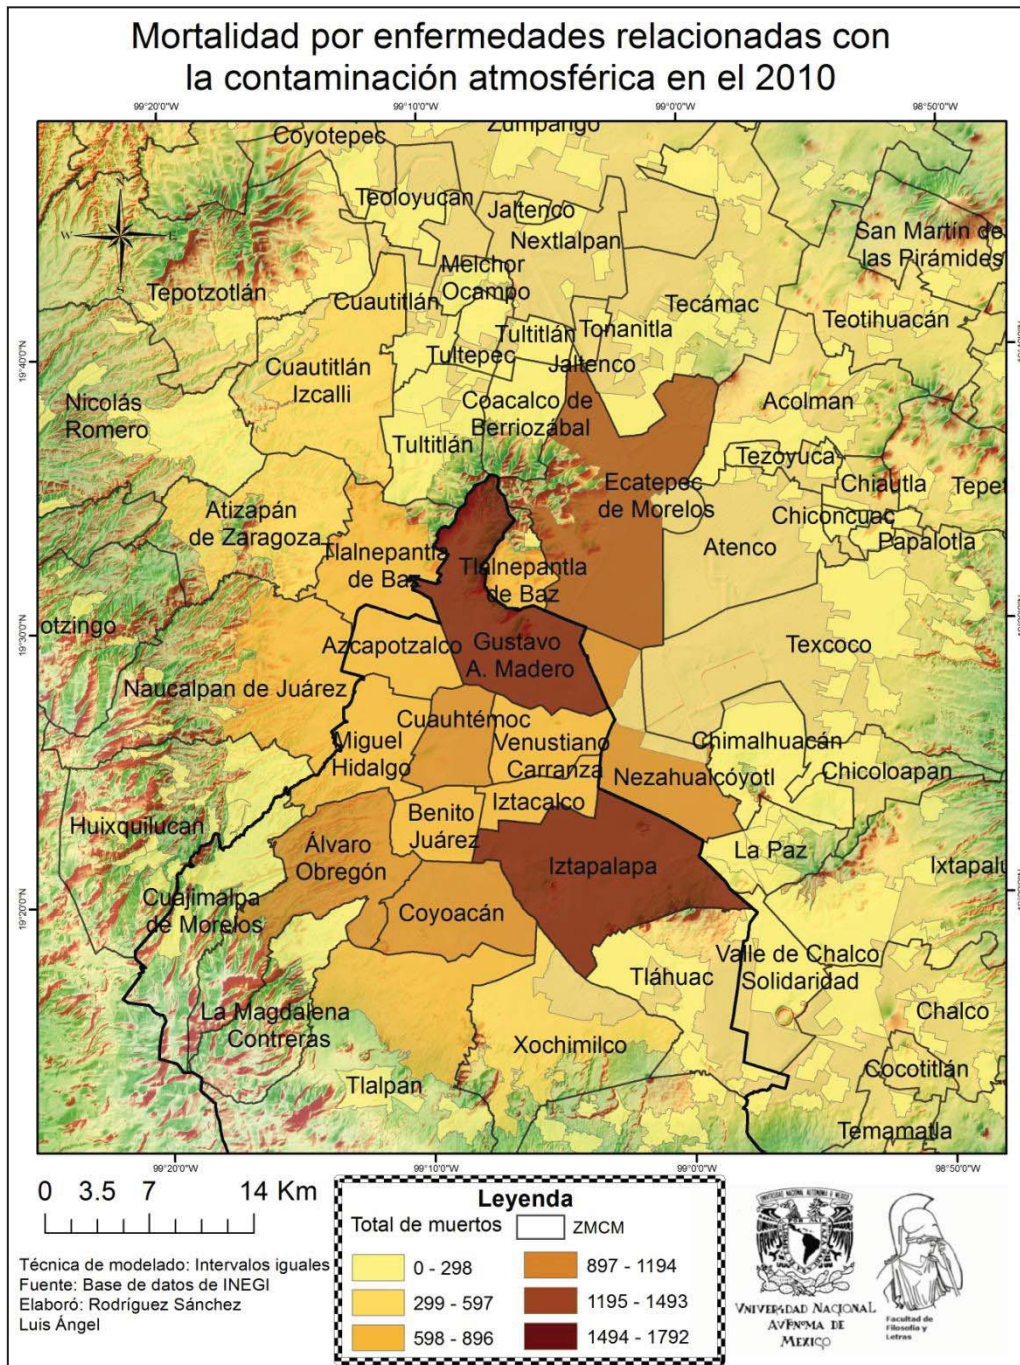 Mortalidad por enfermedades relacionadas con
la contaminación atmosférica en el 2010
99°20'0"W
99°10'0"W
99°0'0"W
98°50'0"W
Coyotepec
Zumpango
Teoloyucan
Jaltenco
Nextlalpan
San Martín de
las Pirámides
N
W
E
S
Melchor
Ocampo
Tepotzotlán
Cuautitlán
Tecámac
Tultitlán
Tonanitla
Teotihuacán
19°40'0"N
Tultepec
Jaltenco
Cuautitlán
Izcalli
Nicolás
Romero
Coacalco de
Berriozábal
Acolman
Tultitlán
Tezoyuca
Ecatepec
de Morelos
Chiautla
Tepet
Atizapán
de Zaragoza
Chiconcuac
Papalotla
Atenco
Tlalnepantla
de Baz
Tlalnepantla
de Baz
otzingo
19°30'0"N
Azcapotzalco
Gustavo
A. Madero
Texcoco
Naucalpan de Juárez
Cuauhtémoc
Miguel
Hidalgo
Venustiano
Carranza
Chimalhuacán
Nezahualcóyotl
Chicoloapan
Iztacalco
Benito
Juárez
Huixquilucan
Álvaro
Obregón
La Paz
Iztapalapa
Ixtapalu
19°20'0"N
Cuajimalpa
de Morelos
Coyoacán
Valle de Chalco
Solidaridad
Tláhuac
La Magdalena
Contreras
Chalco
Xochimilco
Cocotitlán
Tlalpan
Temamatla
99°20'0"W
99°10'0"W
99°0'0"W
98°50'0"W
0 3.5 7 14 Km
Técnica de modelado: Intervalos iguales
Fuente: Base de datos de INEGI
Elaboró: Rodríguez Sánchez
Luis Ángel
Leyenda
Total de muertos
ZMCM
0 - 298
299 - 597
598 - 896
897 - 1194
1195 - 1493
1494 - 1792
VNIVERSIDAD NACIONAL
AVTNOMA DE
MEXICO
Facultad de
Filosofía y
Letras